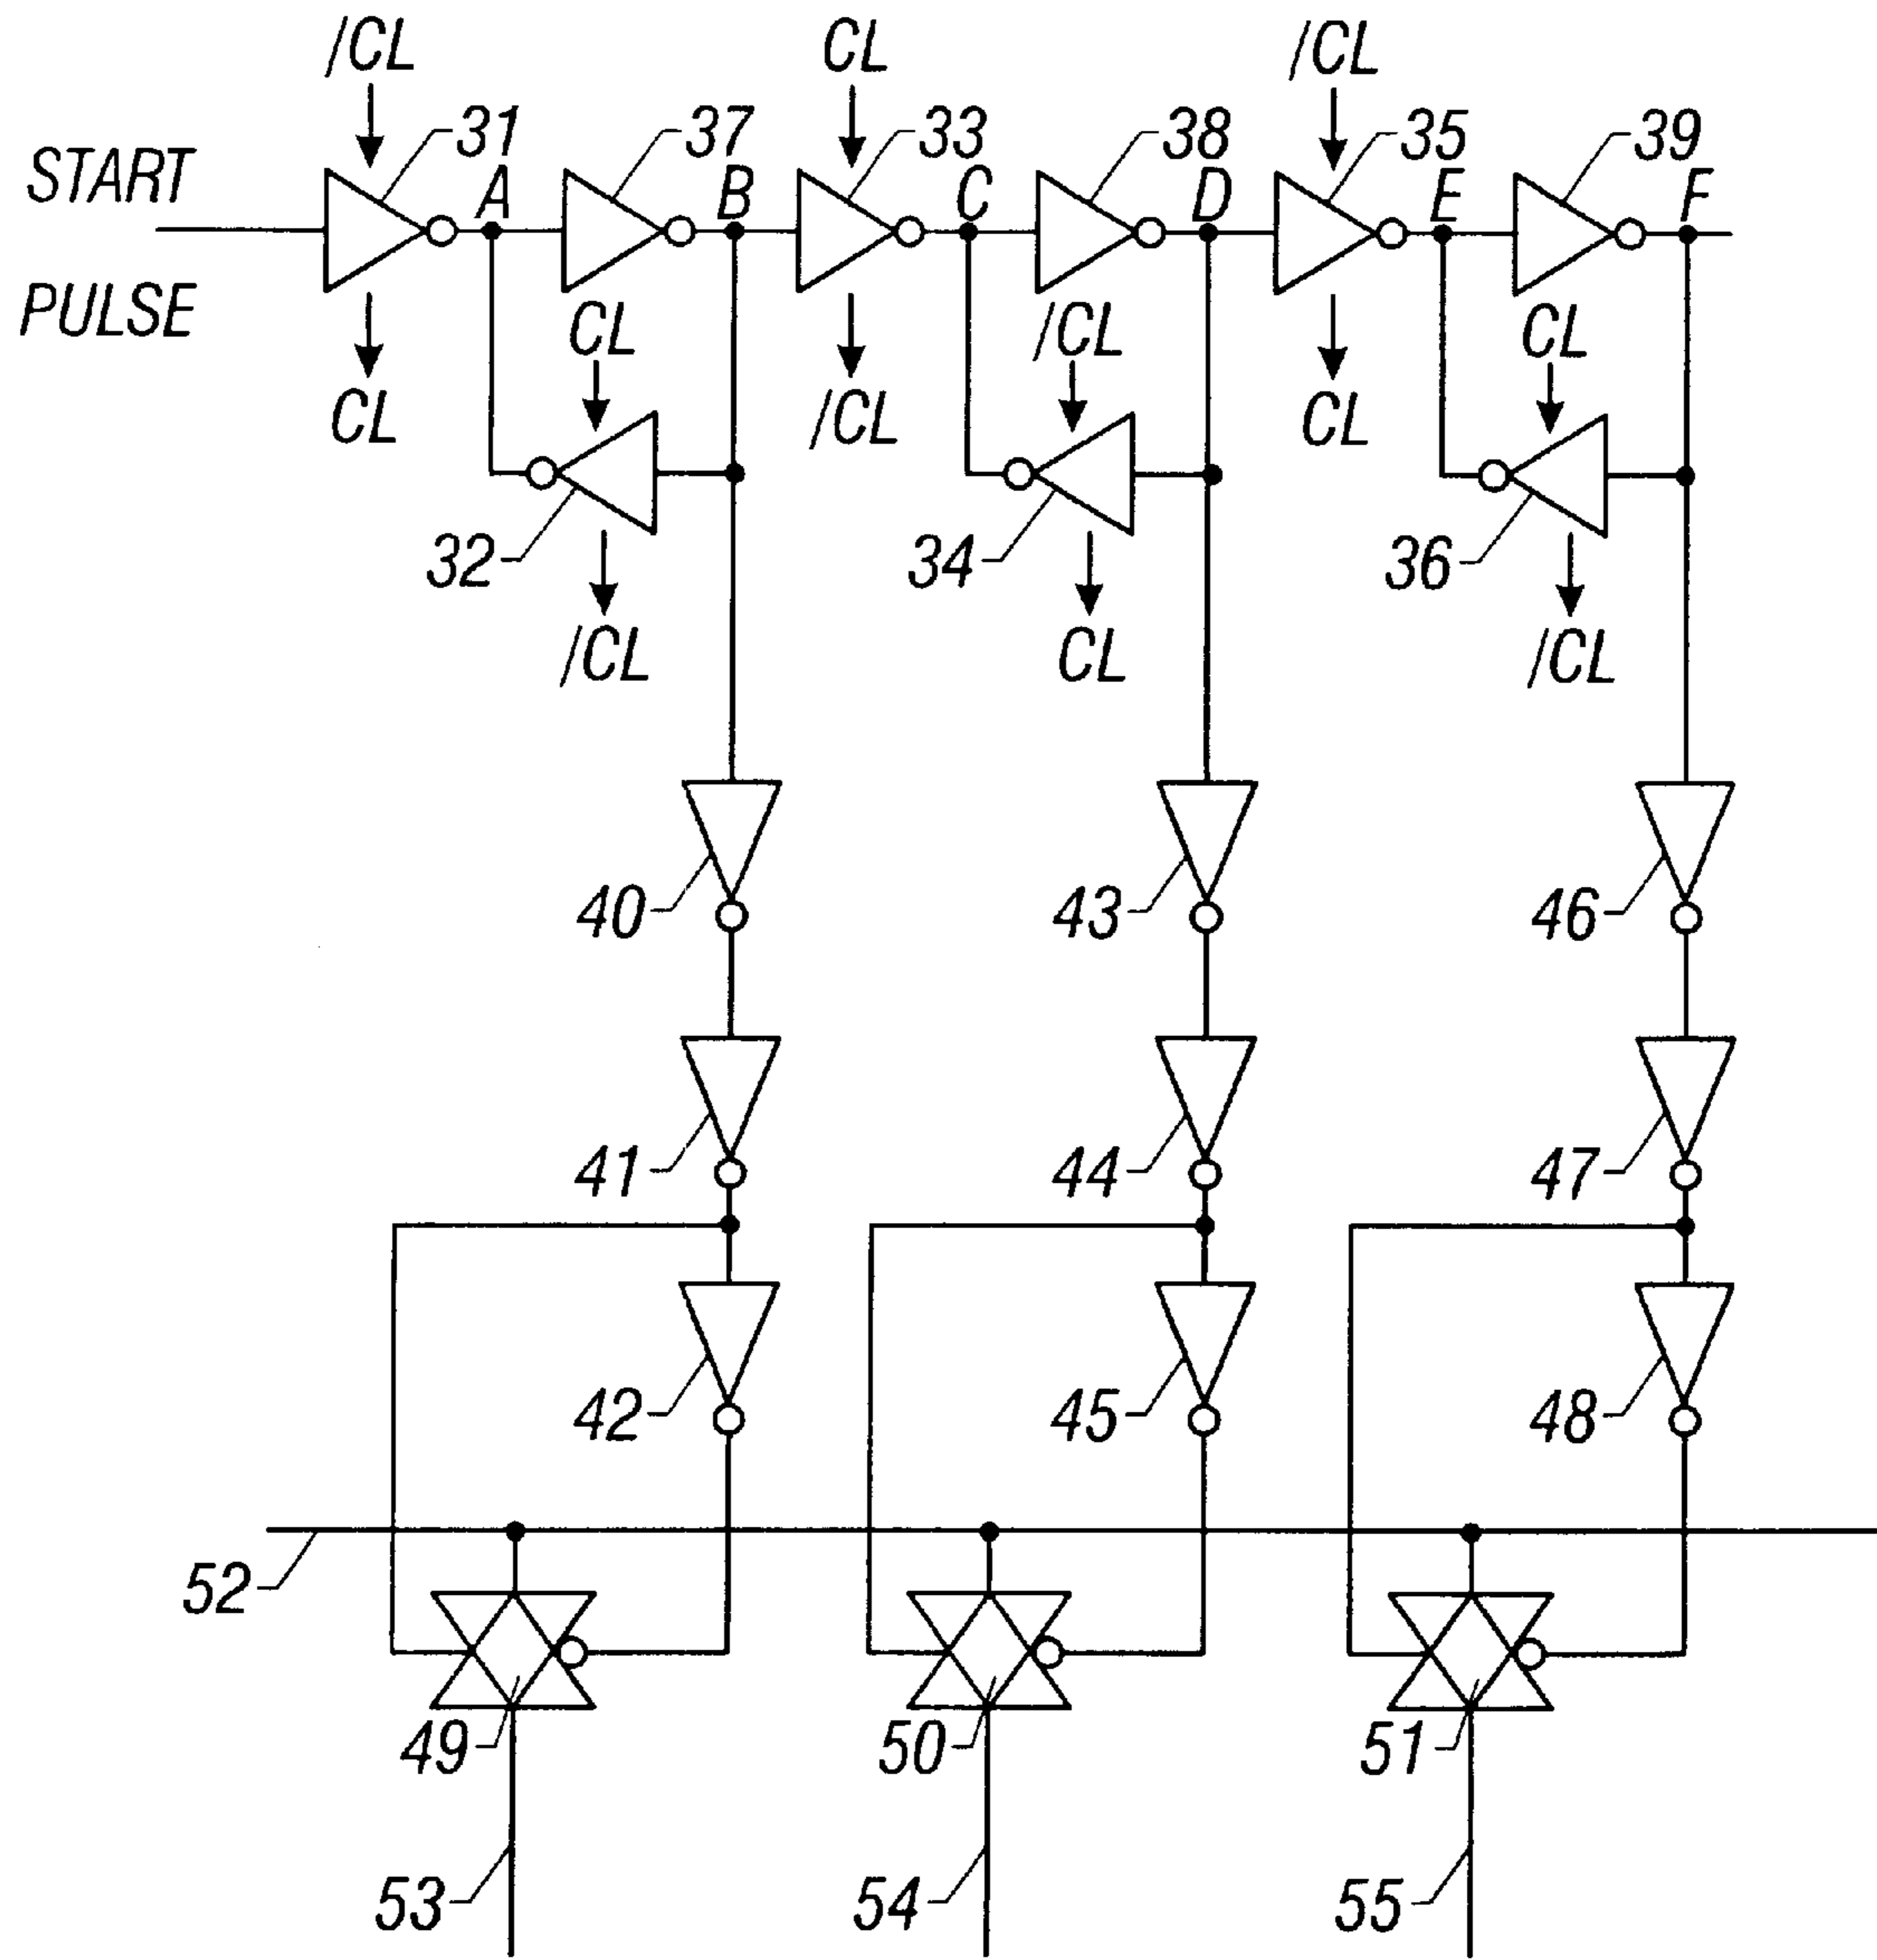 /CL CL /CL
31 37 33 38 35 39
START A B C D E F
PULSE CL /CL CL
CL /CL CL
32 34 36
/CL CL /CL
40 43 46
41 44 47
42 45 48
52
49 50 51
53 54 55